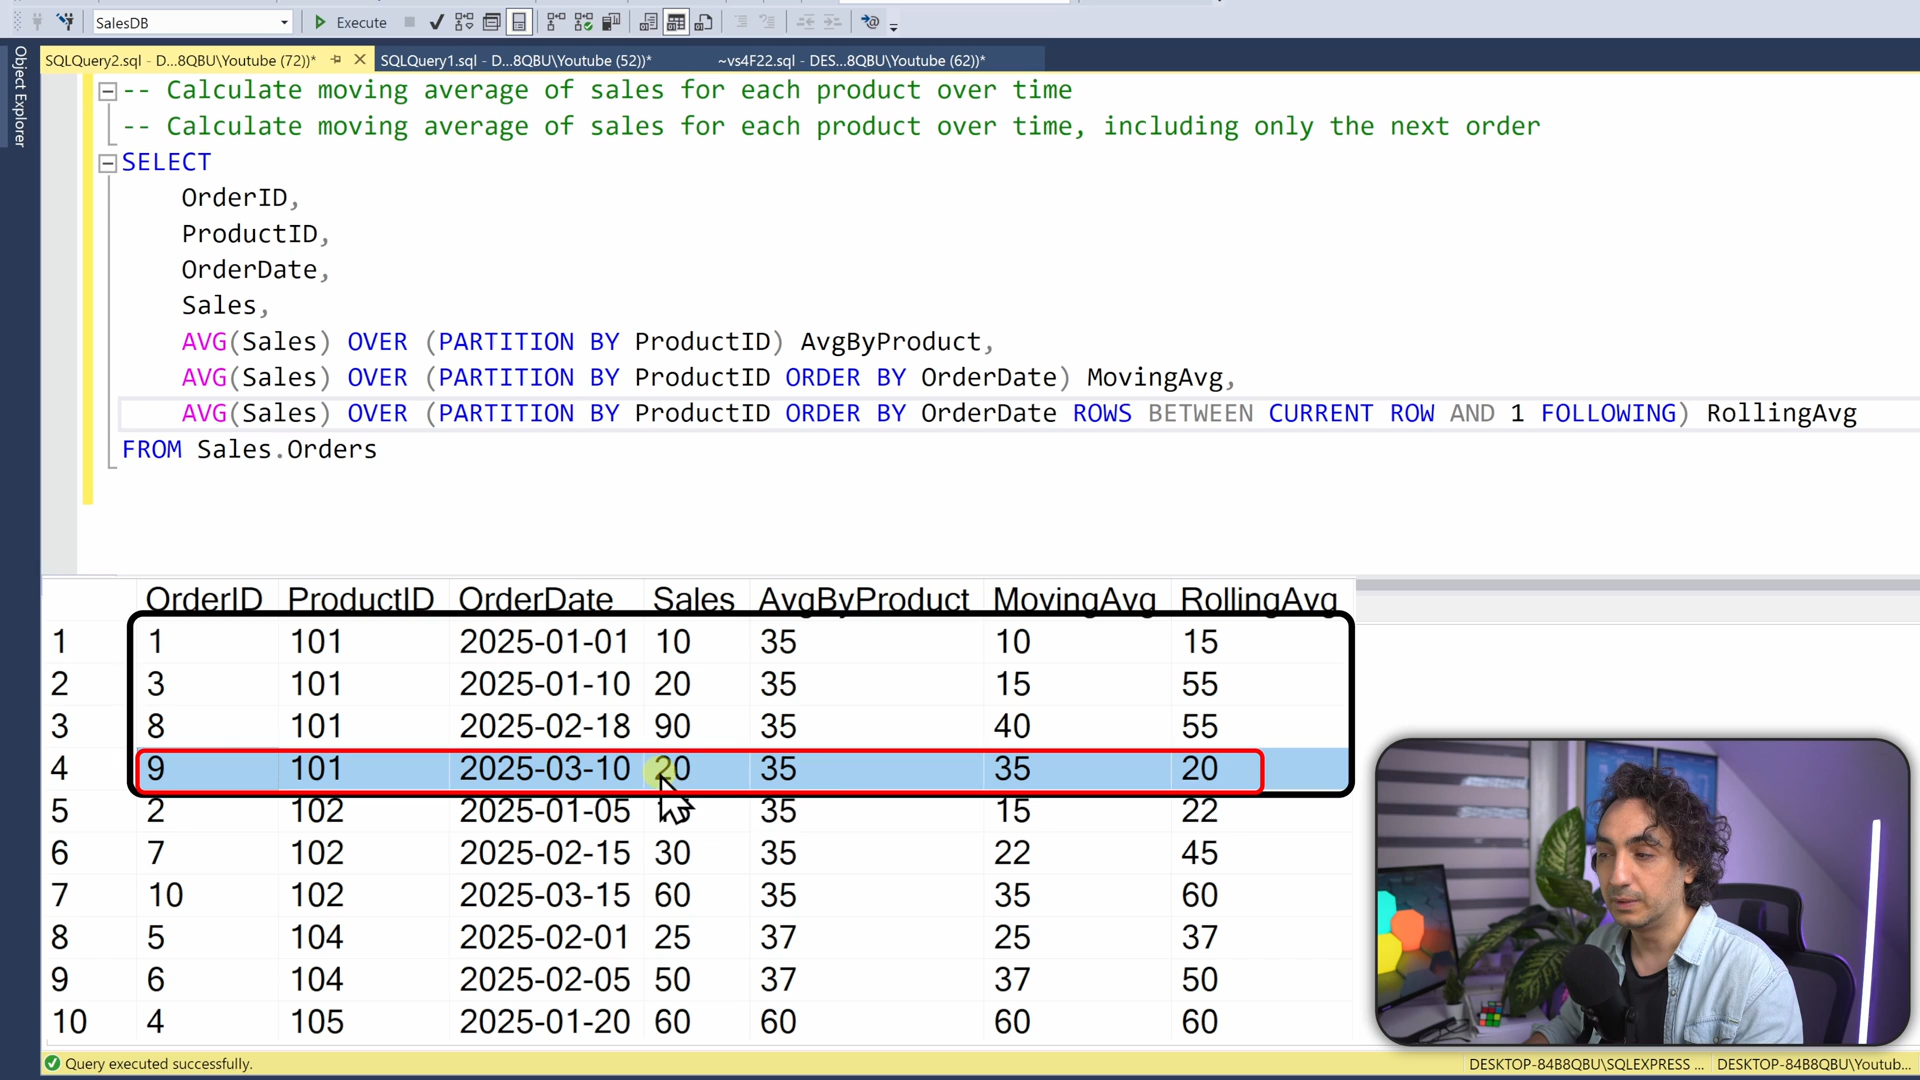 SalesDB
Execute
Object Explorer
SQLQuery2.sql - D...8QBU\Youtube (72))*
SQLQuery1.sql - D...8QBU\Youtube (52))*
~vs4F22.sql - DES...8QBU\Youtube (62))*
-- Calculate moving average of sales for each product over time
-- Calculate moving average of sales for each product over time, including only the next order
SELECT
OrderID,
ProductID,
OrderDate,
Sales,
AVG(Sales) OVER (PARTITION BY ProductID) AvgByProduct,
AVG(Sales) OVER (PARTITION BY ProductID ORDER BY OrderDate) MovingAvg,
AVG(Sales) OVER (PARTITION BY ProductID ORDER BY OrderDate ROWS BETWEEN CURRENT ROW AND 1 FOLLOWING) RollingAvg
FROM Sales.Orders
OrderID ProductID OrderDate Sales AvgByProduct MovingAvg RollingAvg
1 1 101 2025-01-01 10 35 10 15
2 3 101 2025-01-10 20 35 15 55
3 8 101 2025-02-18 90 35 40 55
4 9 101 2025-03-10 20 35 35 20
5 2 102 2025-01-05 35 15 22
6 7 102 2025-02-15 30 35 22 45
7 10 102 2025-03-15 60 35 35 60
8 5 104 2025-02-01 25 37 25 37
9 6 104 2025-02-05 50 37 37 50
10 4 105 2025-01-20 60 60 60 60
Query executed successfully.
DESKTOP-84B8QBU\SQLEXPRESS ...
DESKTOP-84B8QBU\Youtub...